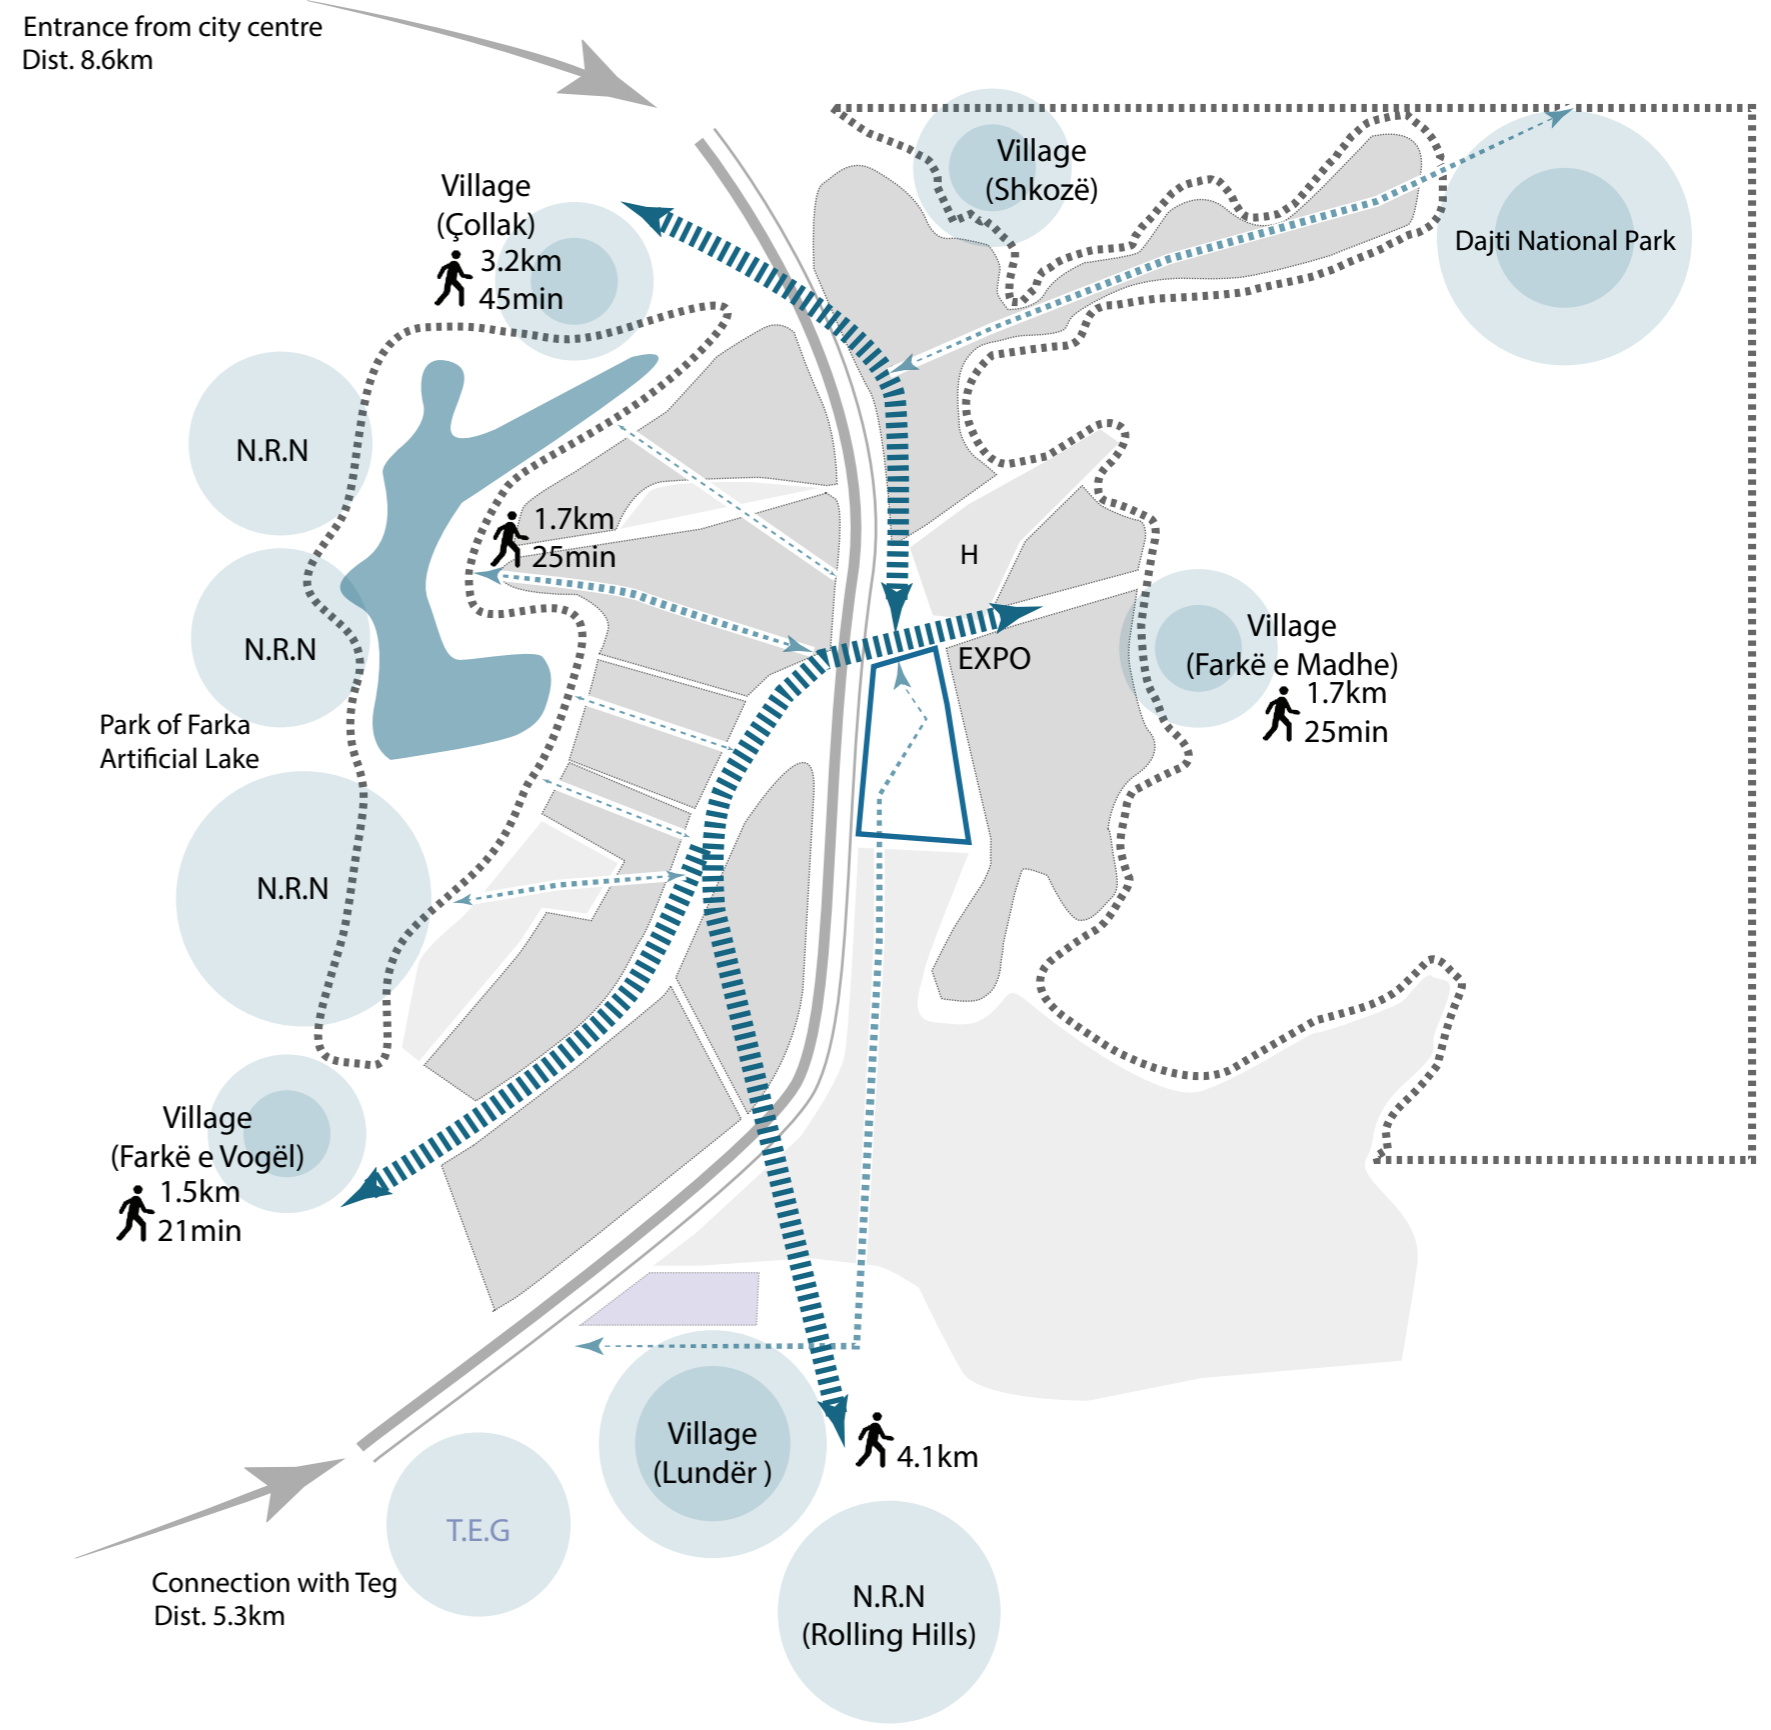 Entrance from city centre
Dist. 8.6km
Village
(Shkozë)
Village
(Çollak)
3.2km
45min
Dajti National Park
N.R.N
1.7km
25min
H
N.R.N
EXPO
Village
(Farkë e Madhe)
1.7km
25min
Park of Farka
Artificial Lake
N.R.N
Village
(Farkë e Vogël)
1.5km
21min
Village
(Lundër )
4.1km
T.E.G
Connection with Teg
Dist. 5.3km
N.R.N
(Rolling Hills)